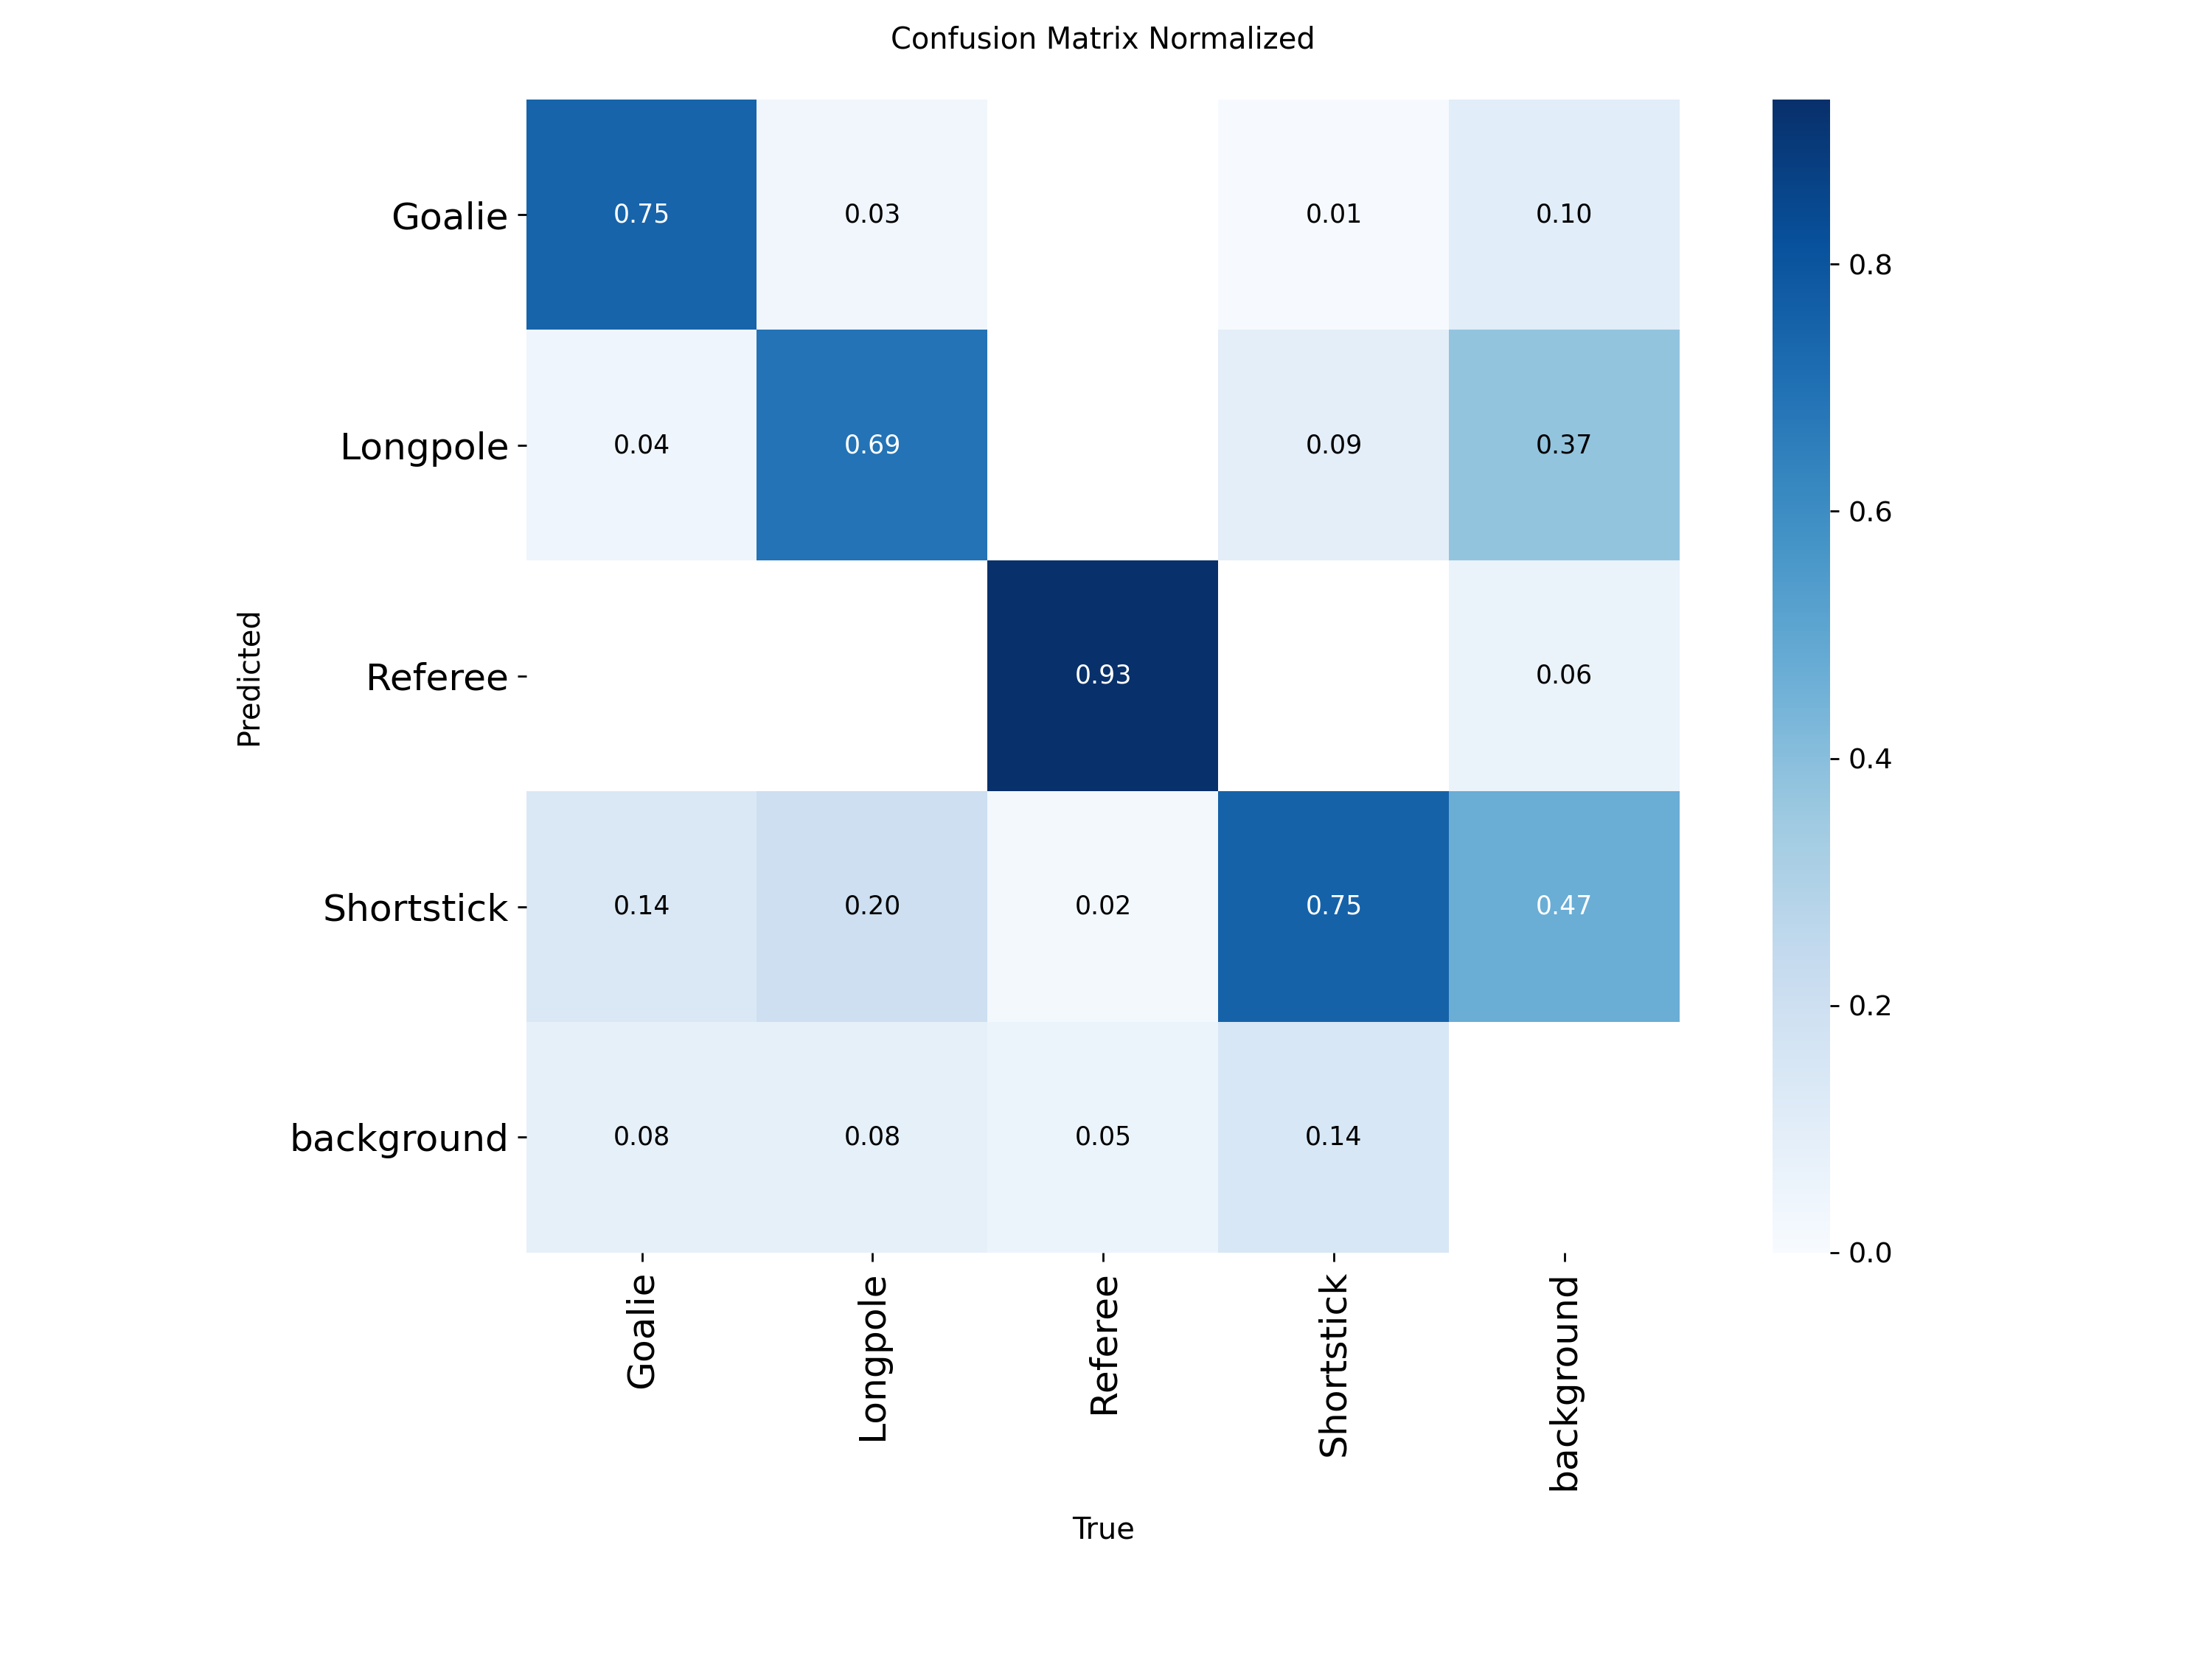 Confusion Matrix Normalized
Goalie 0.75 0.03 0.01 0.10
0.8
Longpole 0.04 0.69 0.09 0.37
0.6
Predicted
Referee 0.93 0.06
0.4
Shortstick 0.14 0.20 0.02 0.75 0.47
0.2
background 0.08 0.08 0.05 0.14
0.0
Goalie Longpole Referee Shortstick background
True